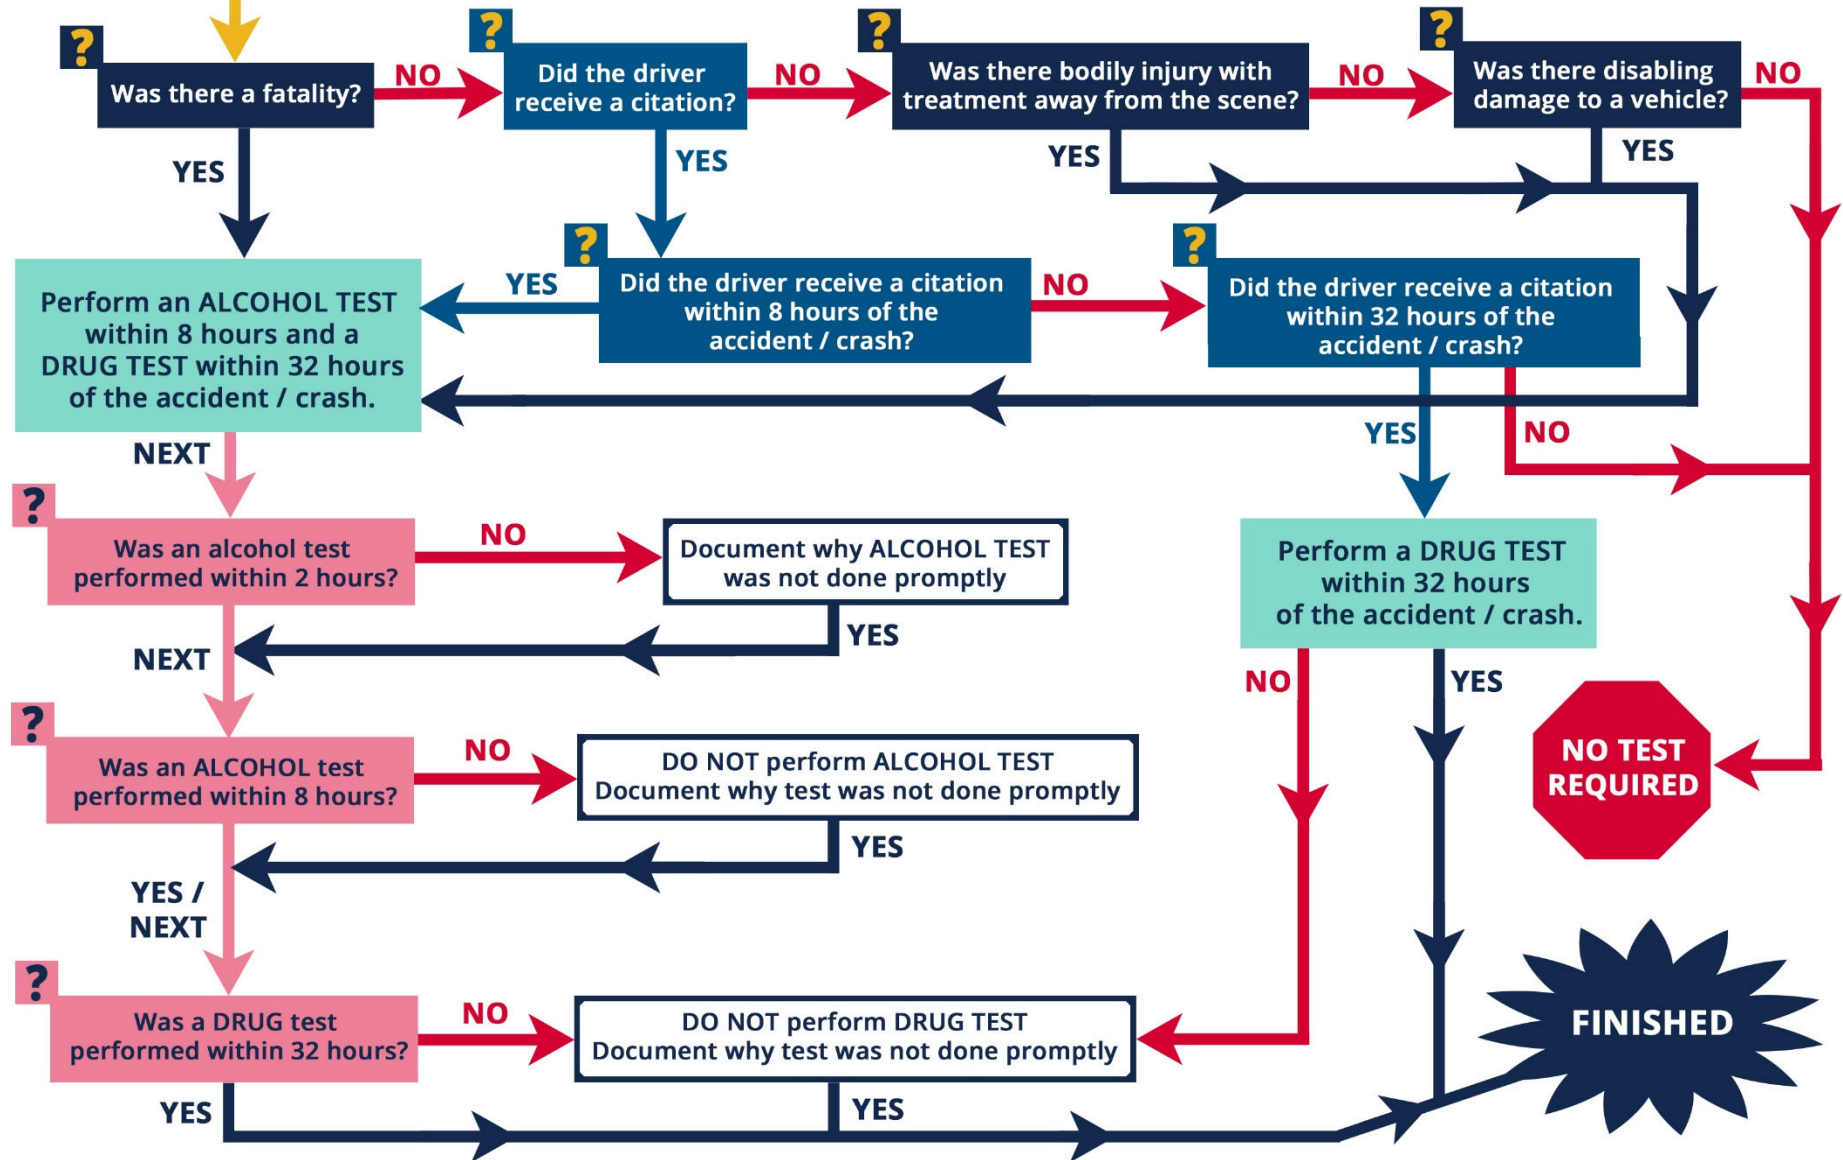 ?
Was there a fatality?
NO
?
Did the driver
receive a citation?
NO
?
Was there bodily injury with
treatment away from the scene?
NO
?
Was there disabling
damage to a vehicle?
NO
YES
YES
YES
YES
Perform an ALCOHOL TEST
within 8 hours and a
DRUG TEST within 32 hours
of the accident / crash.
YES
?
Did the driver receive a citation
within 8 hours of the
accident / crash?
NO
?
Did the driver receive a citation
within 32 hours of the
accident / crash?
NEXT
YES
NO
?
Was an alcohol test
performed within 2 hours?
NO
Document why ALCOHOL TEST
was not done promptly
Perform a DRUG TEST
within 32 hours
of the accident / crash.
YES
NEXT
NO
YES
?
Was an ALCOHOL test
performed within 8 hours?
NO
DO NOT perform ALCOHOL TEST
Document why test was not done promptly
NO TEST
REQUIRED
YES
YES /
NEXT
?
Was a DRUG test
performed within 32 hours?
NO
DO NOT perform DRUG TEST
Document why test was not done promptly
FINISHED
YES
YES